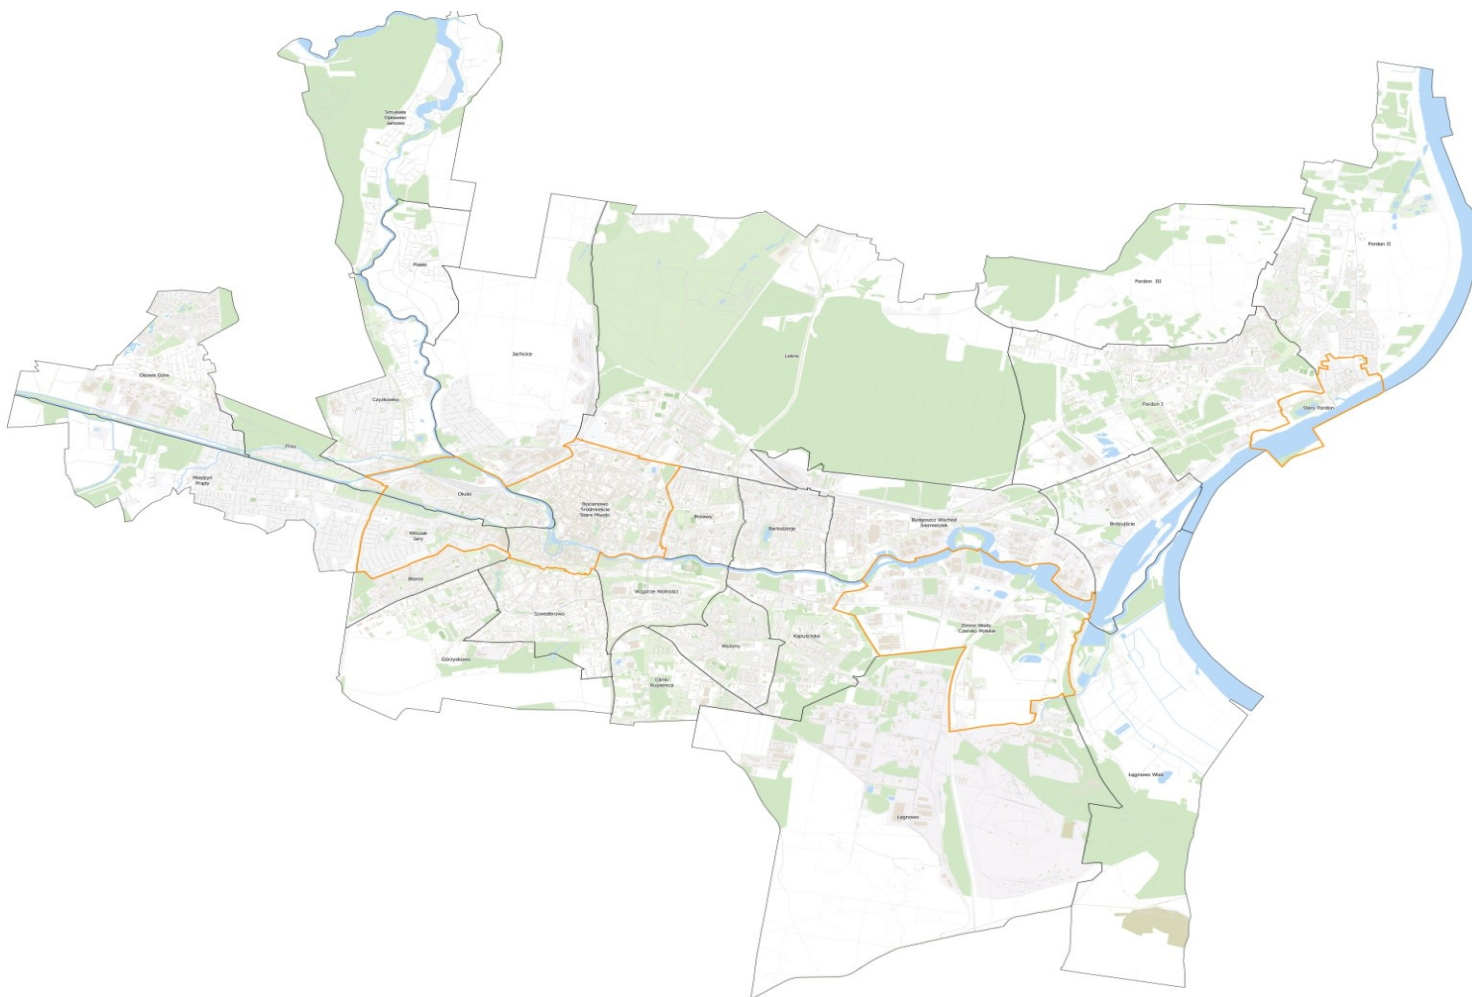 Smukała
Opławiec
Janowo
Piaski
Fordon II
Fordon III
Jachcice
Leśne
Osowa Góra
Czyżkówko
Fordon I
Stary Fordon
Flisy
Miedzyń
Prądy
Okole
Bocianowo
Śródmieście
Stare Miasto
Bielawy
Bartodzieje
Bydgoszcz Wschód
Siernieczek
Brdyujście
Wilczak
Jary
Błonie
Szwederowo
Wzgórze Wolności
Zimne Wody
Czersko Polskie
Kapuściska
Wyżyny
Górzyskowo
Glinki
Rupienica
Łęgnowo Wieś
Łęgnowo